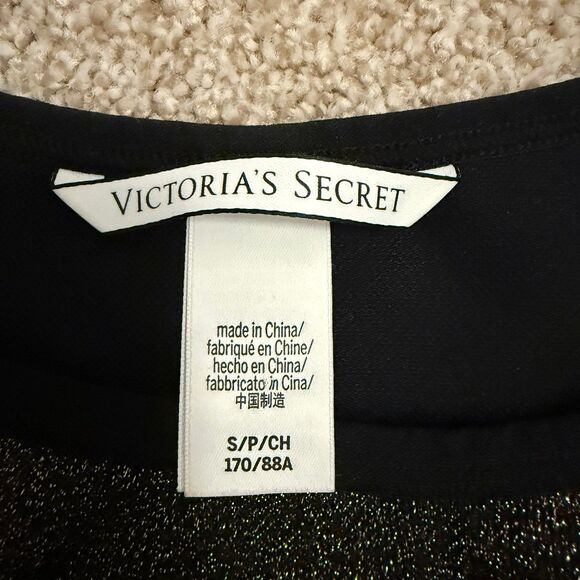 VICTORIA'S SECRET
made in China/
fabriqué en Chine/
hecho en China/
fabbricato in Cina/
中国制造
S/P/CH
170/88A